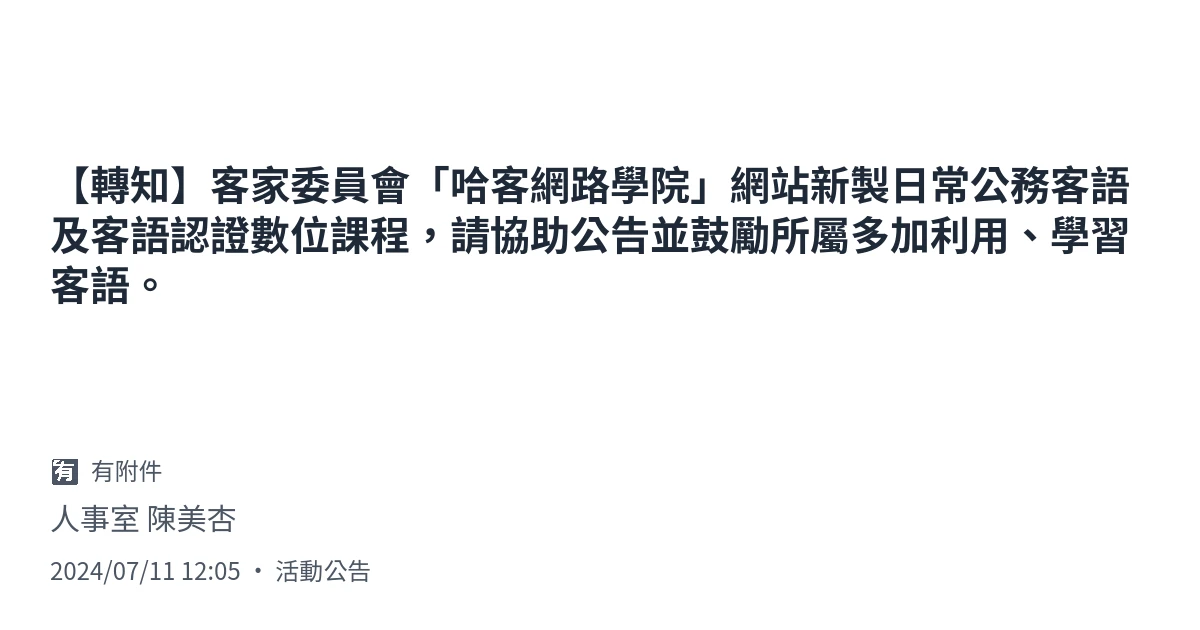 【轉知】客家委員會「哈客網路學院」網站新製日常公務客語
及客語認證數位課程，請協助公告並鼓勵所屬多加利用、學習
客語。
有 有附件
人事室 陳美杏
2024/07/11 12:05 • 活動公告